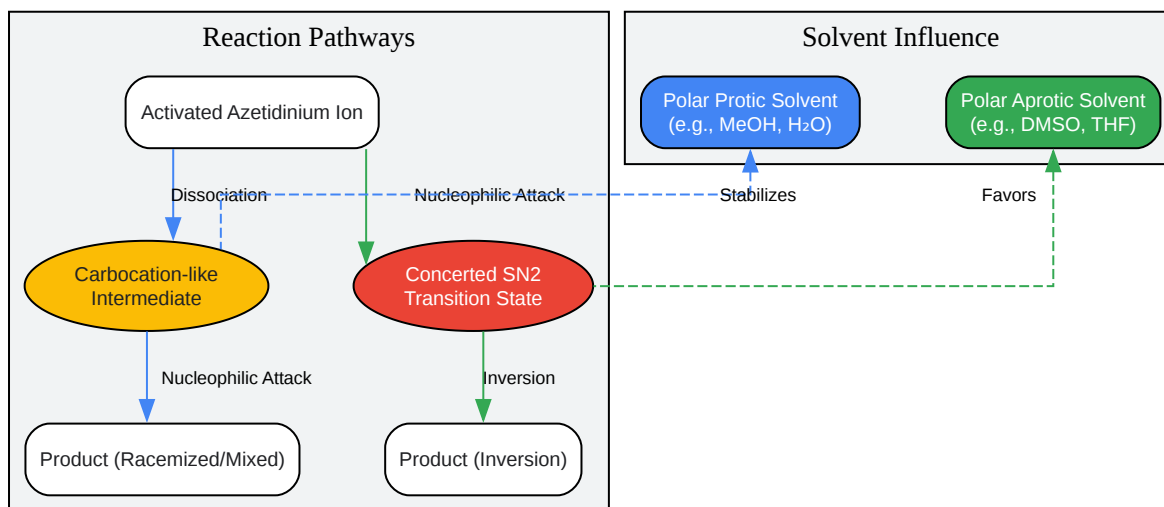 Reaction Pathways
Solvent Influence
Activated Azetidinium Ion
Polar Protic Solvent
(e.g., MeOH, H₂O)
Polar Aprotic Solvent
(e.g., DMSO, THF)
Dissociation
Nucleophilic Attack
Stabilizes
Favors
Carbocation-like
Intermediate
Concerted SN2
Transition State
Nucleophilic Attack
Inversion
Product (Racemized/Mixed)
Product (Inversion)